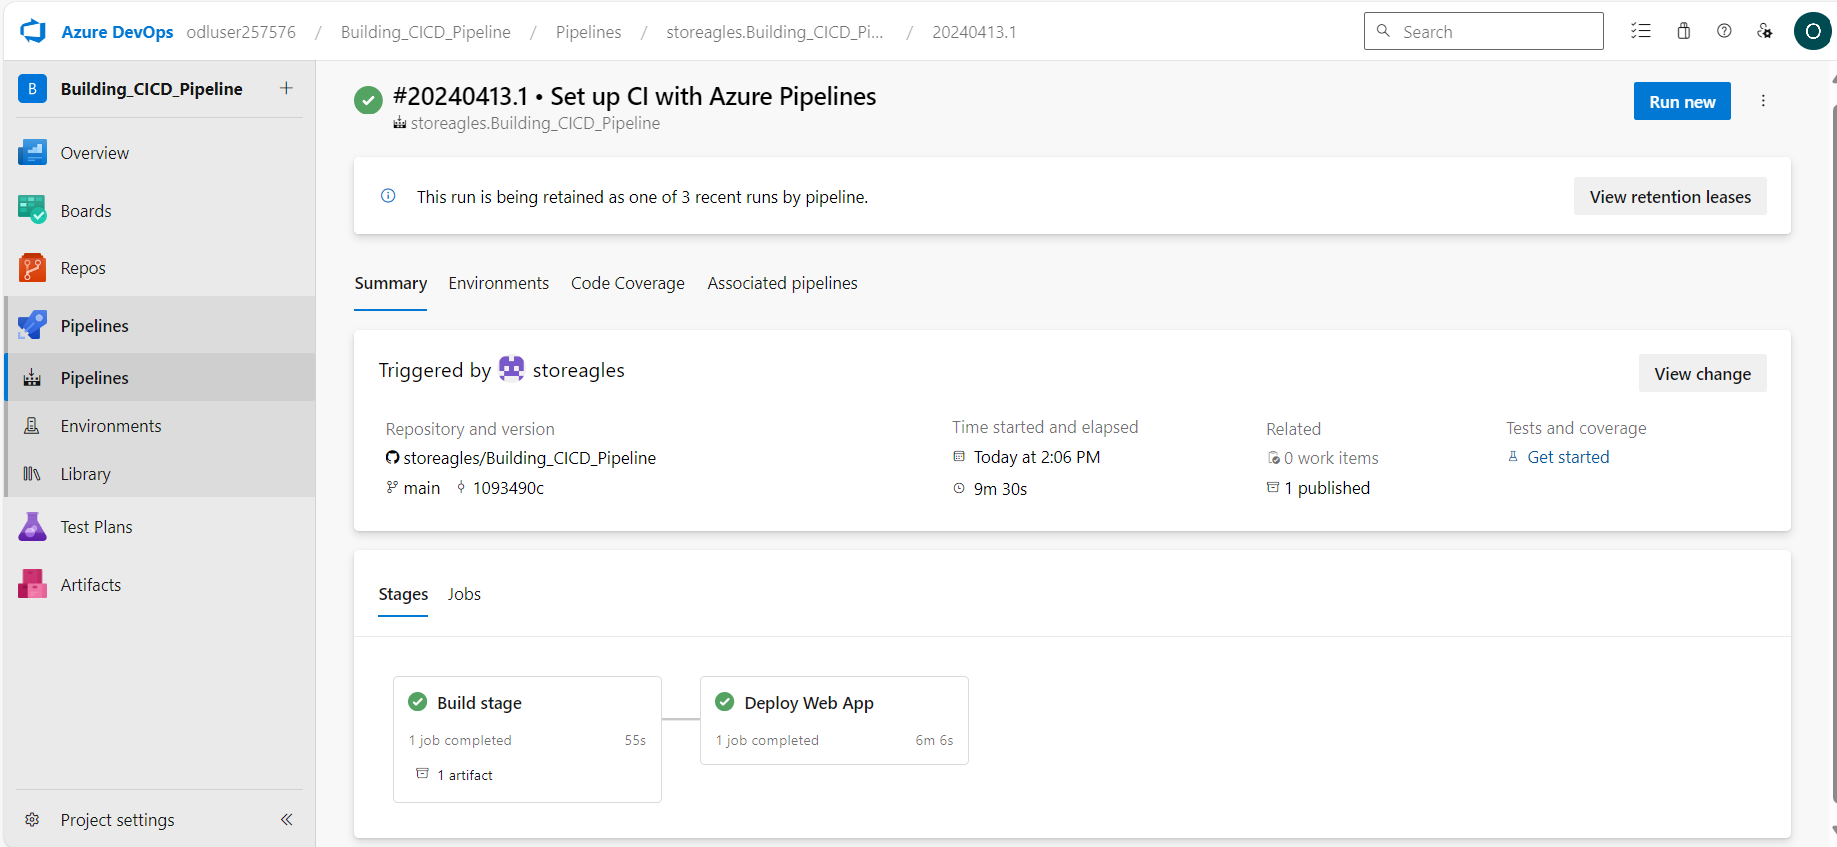 Azure DevOps odluser257576 / Building_CICD_Pipeline / Pipelines / storeagles.Building_CICD_Pi... / 20240413.1 Search O
B Building_CICD_Pipeline +
Overview
Boards
Repos
Pipelines
Pipelines
Environments
Library
Test Plans
Artifacts
Project settings
#20240413.1 • Set up CI with Azure Pipelines
storeagles.Building_CICD_Pipeline
Run new
This run is being retained as one of 3 recent runs by pipeline.
View retention leases
Summary Environments Code Coverage Associated pipelines
Triggered by storeagles
View change
Repository and version
storeagles/Building_CICD_Pipeline
main 1093490c
Time started and elapsed
Today at 2:06 PM
9m 30s
Related
0 work items
1 published
Tests and coverage
Get started
Stages Jobs
Build stage
1 job completed 55s
1 artifact
Deploy Web App
1 job completed 6m 6s